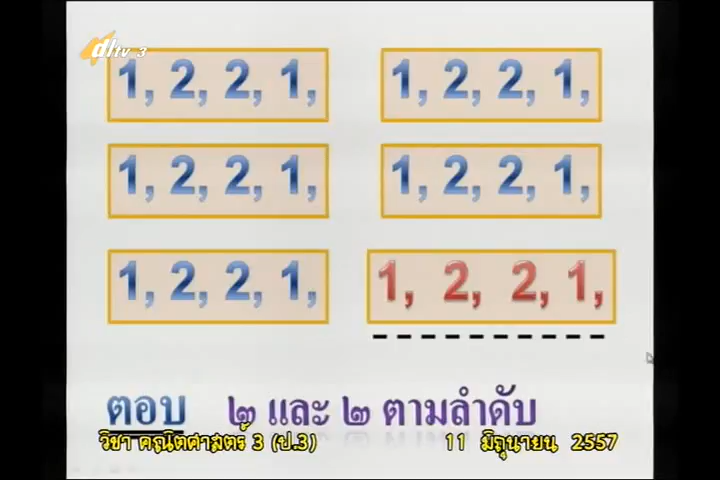 dltv 3
1, 2, 2, 1, 1, 2, 2, 1,
1, 2, 2, 1, 1, 2, 2, 1,
1, 2, 2, 1, 1, 2, 2, 1,
ตอบ ๒ และ ๒ ตามลำดับ
วิชา คณิตศาสตร์ 3 (ป.3) 11 มิถุนายน 2557